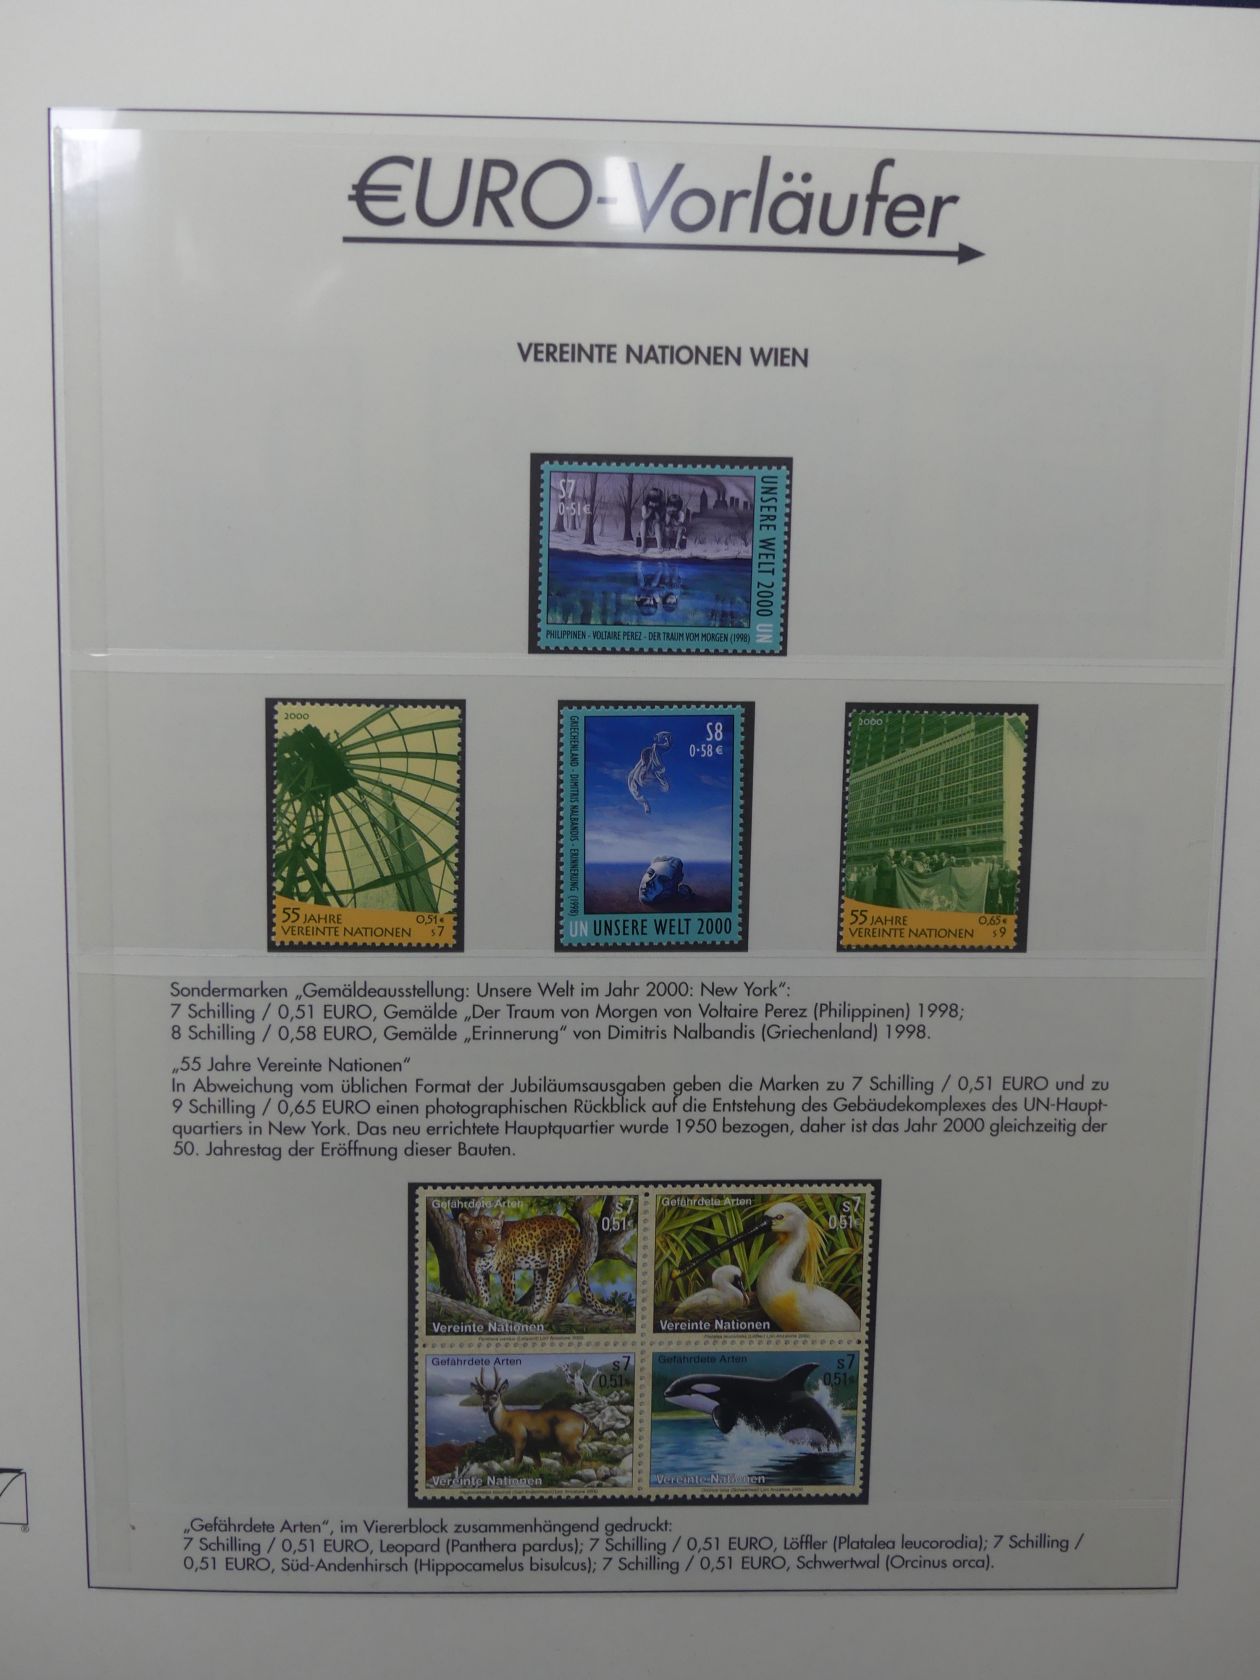 €URO-Vorläufer
VEREINTE NATIONEN WIEN
S7
0·51€
UNSERE WELT 2000 UN
PHILIPPINEN - VOLTAIRE PEREZ - DER TRAUM VOM MORGEN (1998)
2000
55 JAHRE
VEREINTE NATIONEN
0,51€
S7
GRIECHENLAND - DIMITRIS NALBANDIS - ERINNERUNG (1998)
S8
0·58€
UN UNSERE WELT 2000
2000
55 JAHRE
VEREINTE NATIONEN
0,65€
S9
Sondermarken „Gemäldeausstellung: Unsere Welt im Jahr 2000: New York“:
7 Schilling / 0,51 EURO, Gemälde „Der Traum von Morgen von Voltaire Perez (Philippinen) 1998;
8 Schilling / 0,58 EURO, Gemälde „Erinnerung“ von Dimitris Nalbandis (Griechenland) 1998.
„55 Jahre Vereinte Nationen“
In Abweichung vom üblichen Format der Jubiläumsausgaben geben die Marken zu 7 Schilling / 0,51 EURO und zu
9 Schilling / 0,65 EURO einen photographischen Rückblick auf die Entstehung des Gebäudekomplexes des UN-Haupt-
quartiers in New York. Das neu errichtete Hauptquartier wurde 1950 bezogen, daher ist das Jahr 2000 gleichzeitig der
50. Jahrestag der Eröffnung dieser Bauten.
Gefährdete Arten
S7
0,51€
Vereinte Nationen
Gefährdete Arten
S7
0,51€
Vereinte Nationen
Gefährdete Arten
S7
0,51€
Vereinte Nationen
Gefährdete Arten
S7
0,51€
Vereinte Nationen
„Gefährdete Arten“, im Viererblock zusammenhängend gedruckt:
7 Schilling / 0,51 EURO, Leopard (Panthera pardus); 7 Schilling / 0,51 EURO, Löffler (Platalea leucorodia); 7 Schilling /
0,51 EURO, Süd-Andenhirsch (Hippocamelus bisulcus); 7 Schilling / 0,51 EURO, Schwertwal (Orcinus orca).
®